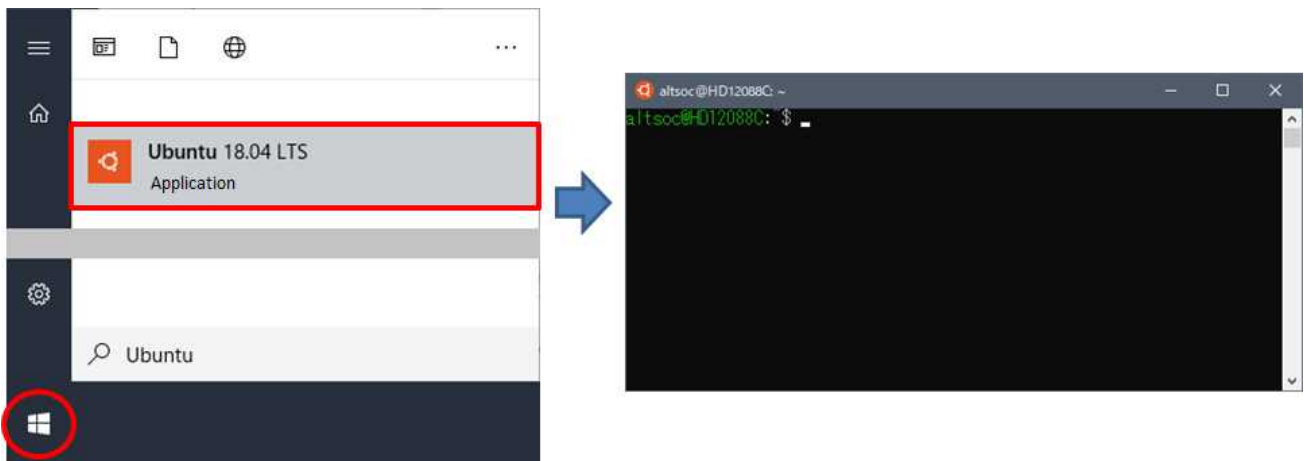 ...
Ubuntu 18.04 LTS
Application
Ubuntu
altsoc@HD12088C: ~
altsoc@HD12088C:~$ _